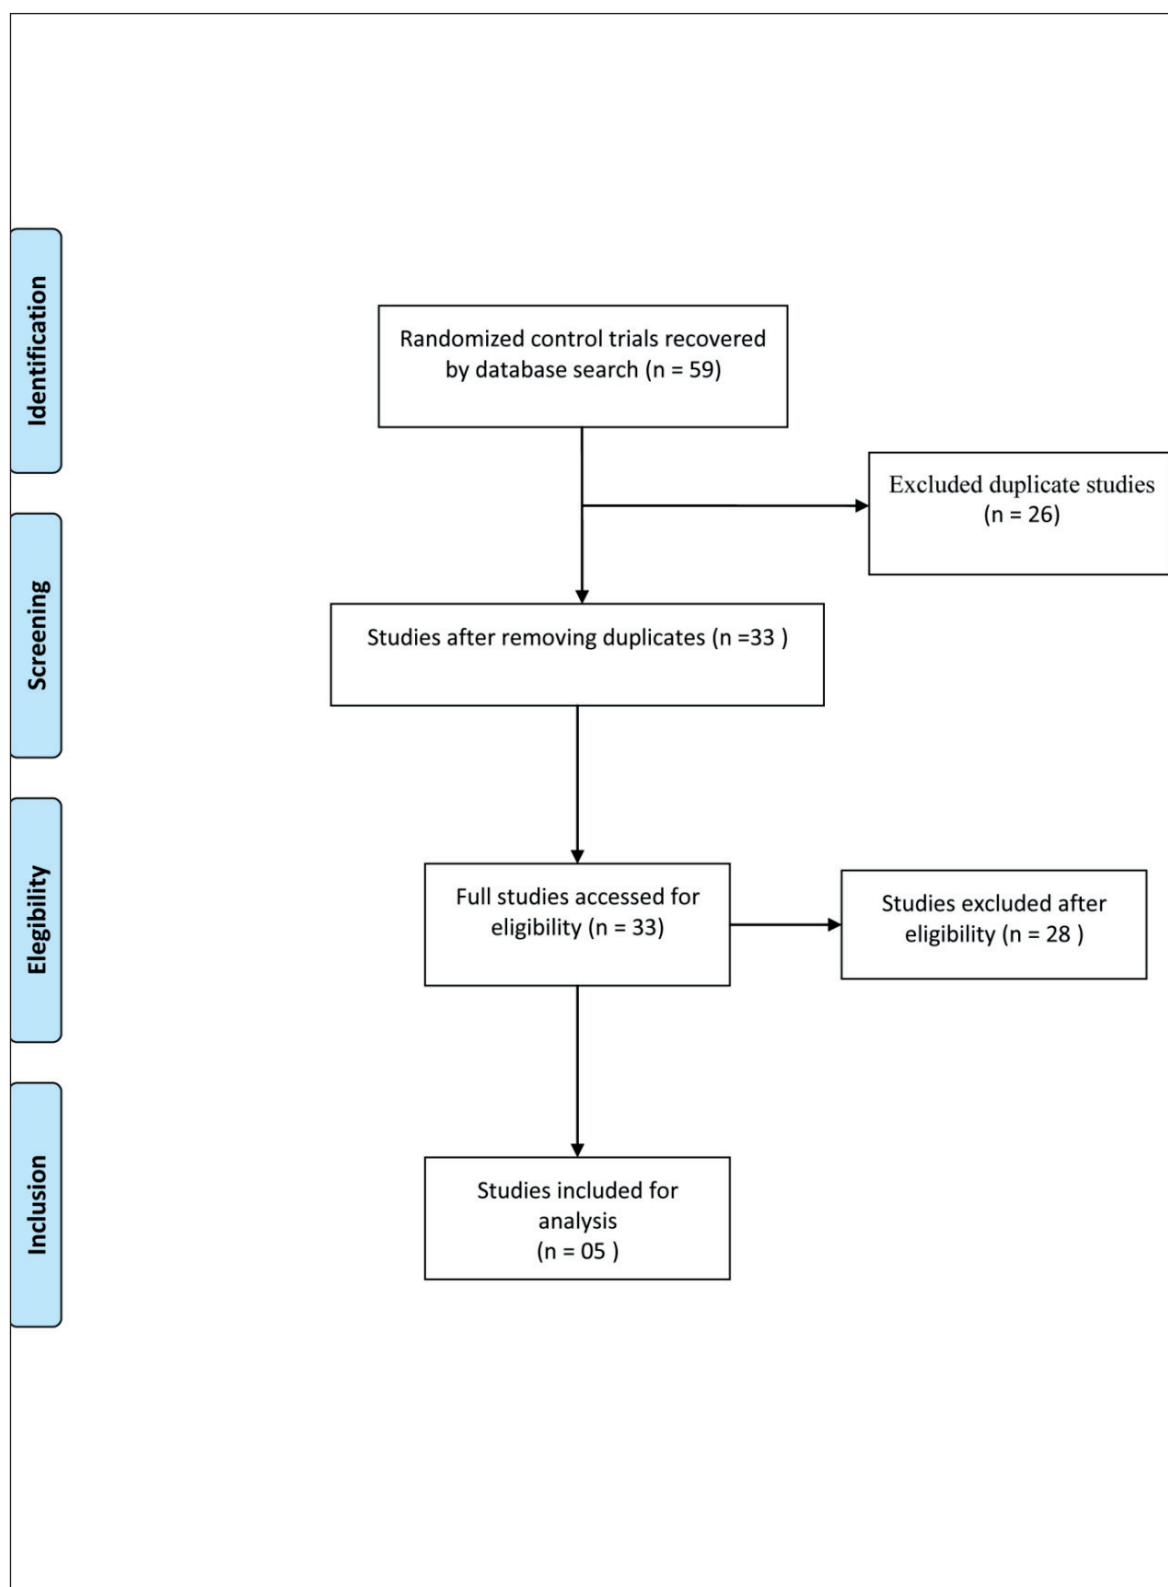 Identification
Randomized control trials recovered
by database search (n = 59)
Excluded duplicate studies
(n = 26)
Screening
Studies after removing duplicates (n =33 )
Elegibility
Full studies accessed for
eligibility (n = 33)
Studies excluded after
eligibility (n = 28 )
Inclusion
Studies included for
analysis
(n = 05 )